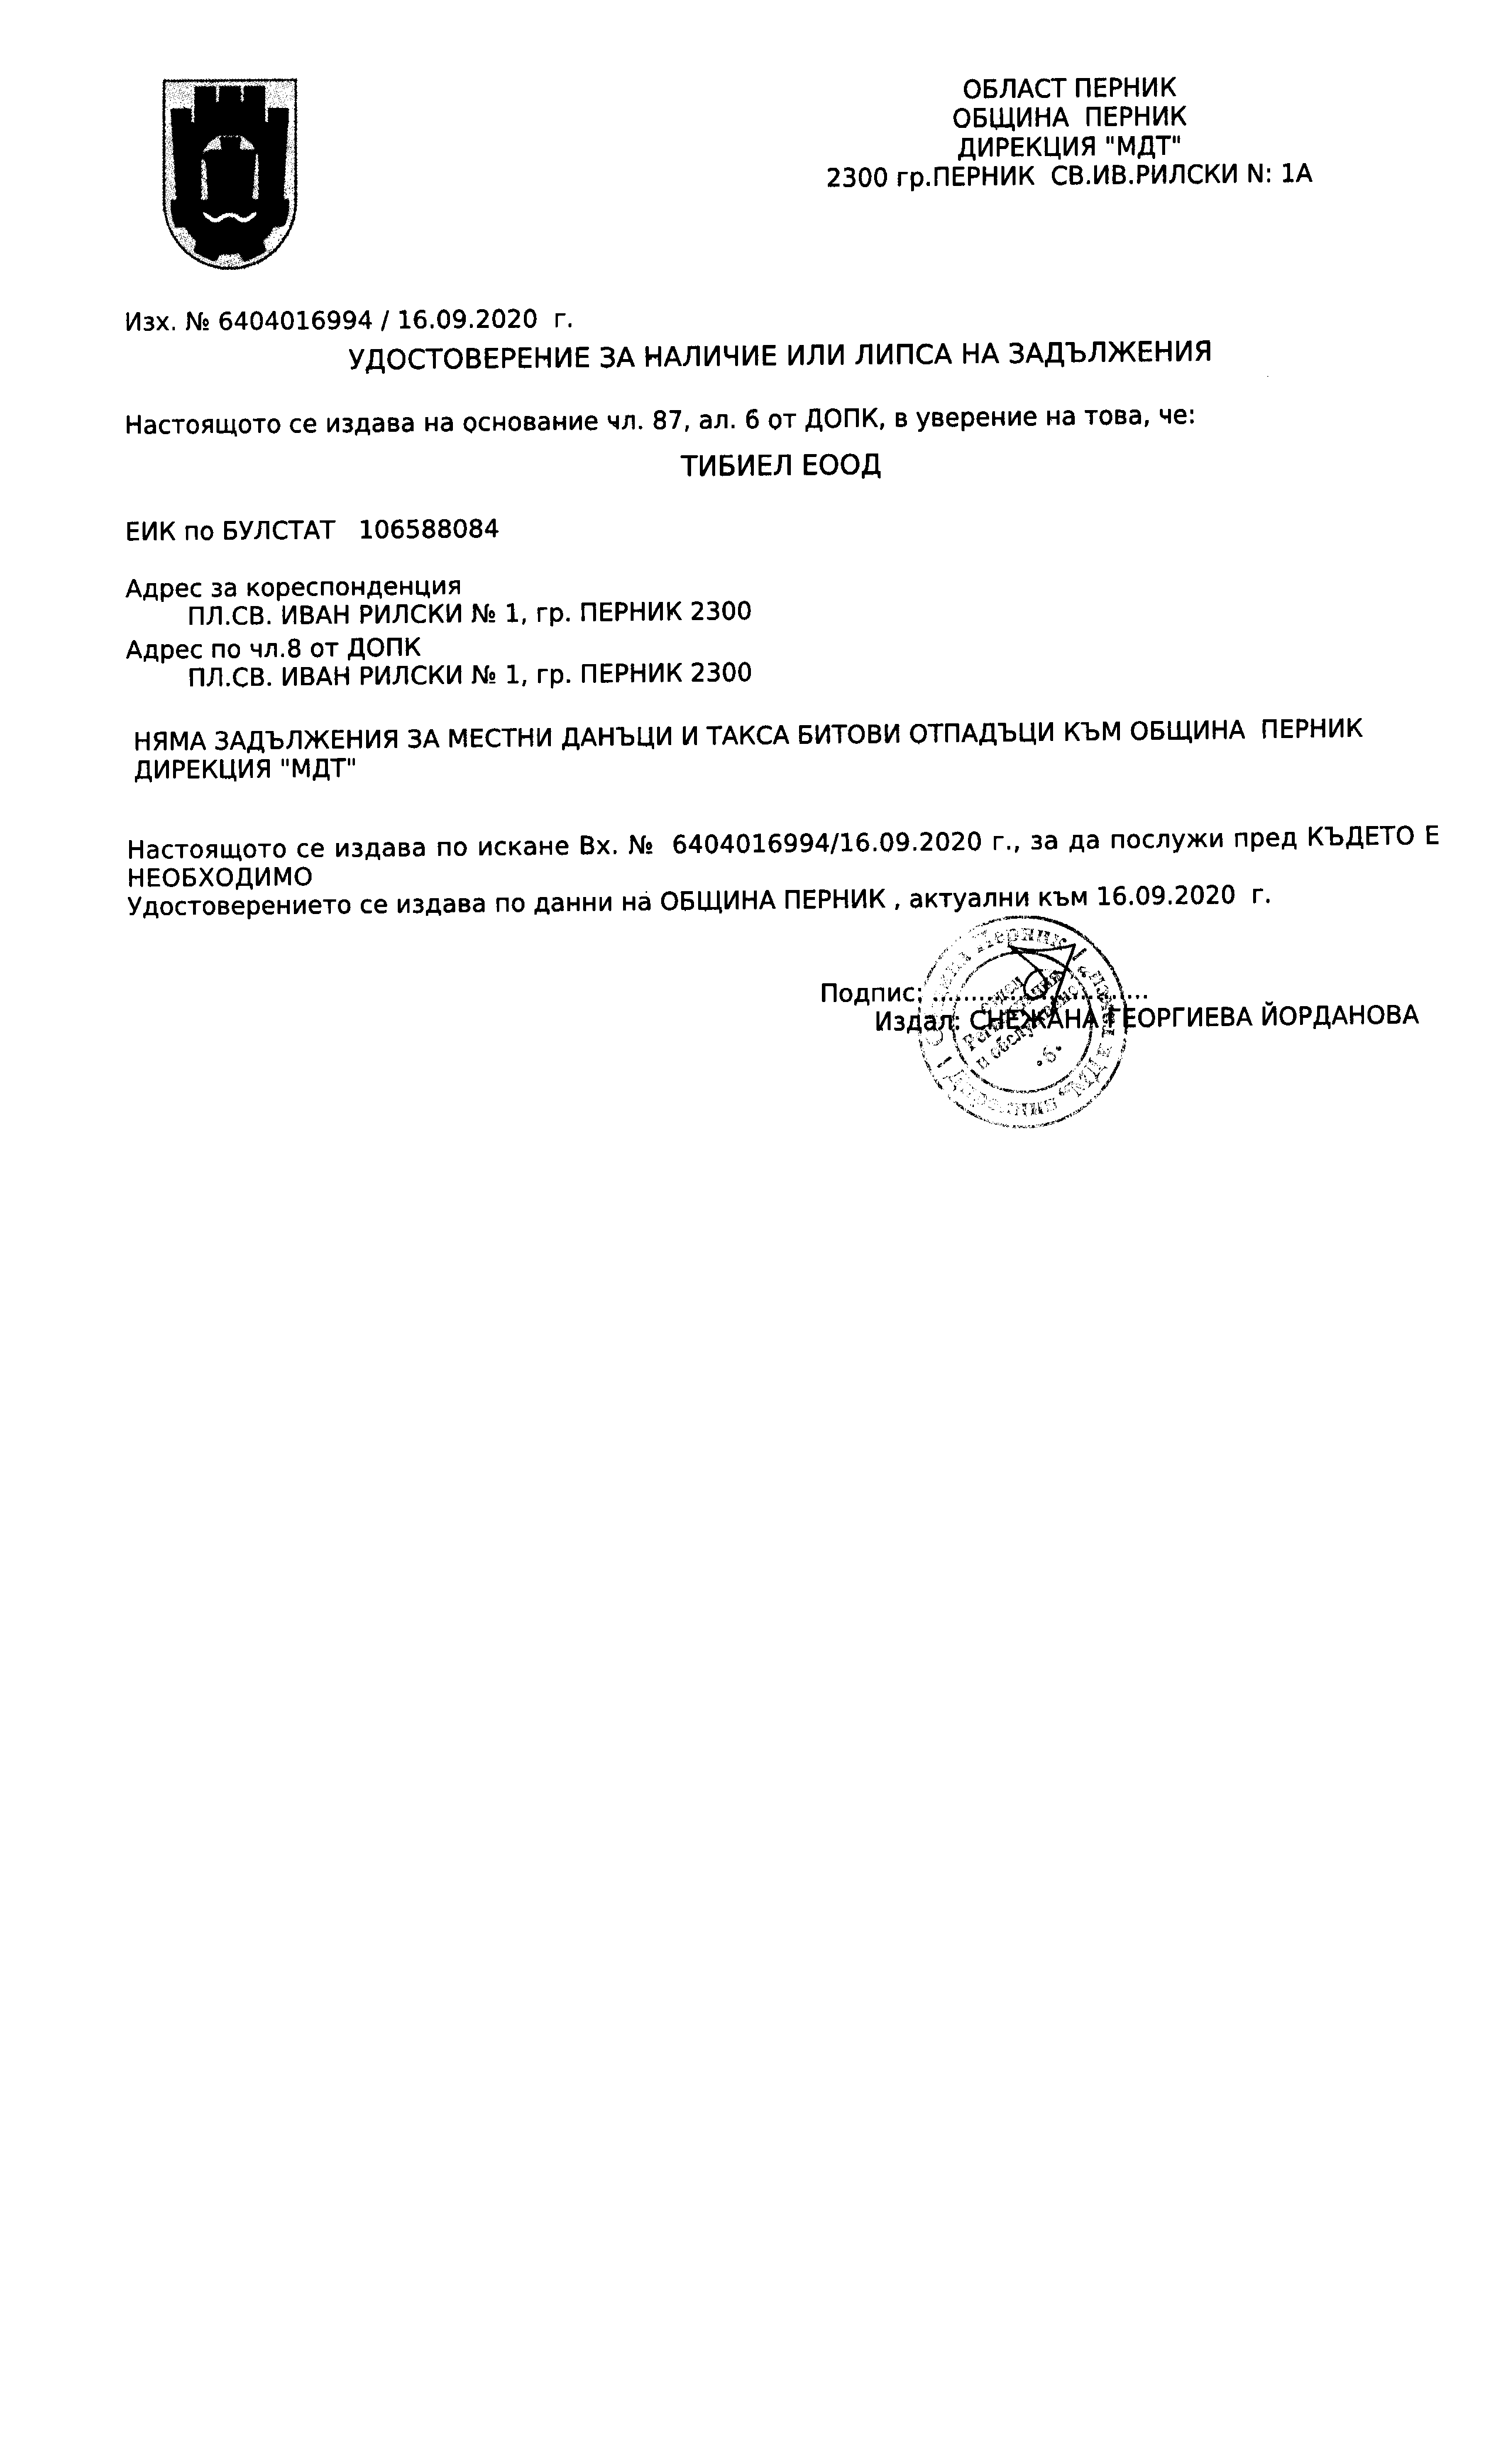 ОБЛАСТ ПЕРНИК
ОБЩИНА ПЕРНИК
ДИРЕКЦИЯ "МДТ"
2300 гр.ПЕРНИК СВ.ИВ.РИЛСКИ N: 1А
Изх. № 6404016994 / 16.09.2020 г.
УДОСТОВЕРЕНИЕ ЗА НАЛИЧИЕ ИЛИ ЛИПСА НА ЗАДЪЛЖЕНИЯ
Настоящото се издава на основание чл. 87, ал. 6 от ДОПК, в уверение на това, че:
ТИБИЕЛ ЕООД
ЕИК по БУЛСТАТ 106588084
Адрес за кореспонденция
ПЛ.СВ. ИВАН РИЛСКИ № 1, гр. ПЕРНИК 2300
Адрес по чл.8 от ДОПК
ПЛ.СВ. ИВАН РИЛСКИ № 1, гр. ПЕРНИК 2300
НЯМА ЗАДЪЛЖЕНИЯ ЗА МЕСТНИ ДАНЪЦИ И ТАКСА БИТОВИ ОТПАДЪЦИ КЪМ ОБЩИНА ПЕРНИК
ДИРЕКЦИЯ "МДТ"
Настоящото се издава по искане Вх. № 6404016994/16.09.2020 г., за да послужи пред КЪДЕТО Е
НЕОБХОДИМО
Удостоверението се издава по данни на ОБЩИНА ПЕРНИК , актуални към 16.09.2020 г.
Подпис: ............................
Издал: СНЕЖАНА ГЕОРГИЕВА ЙОРДАНОВА
Перник